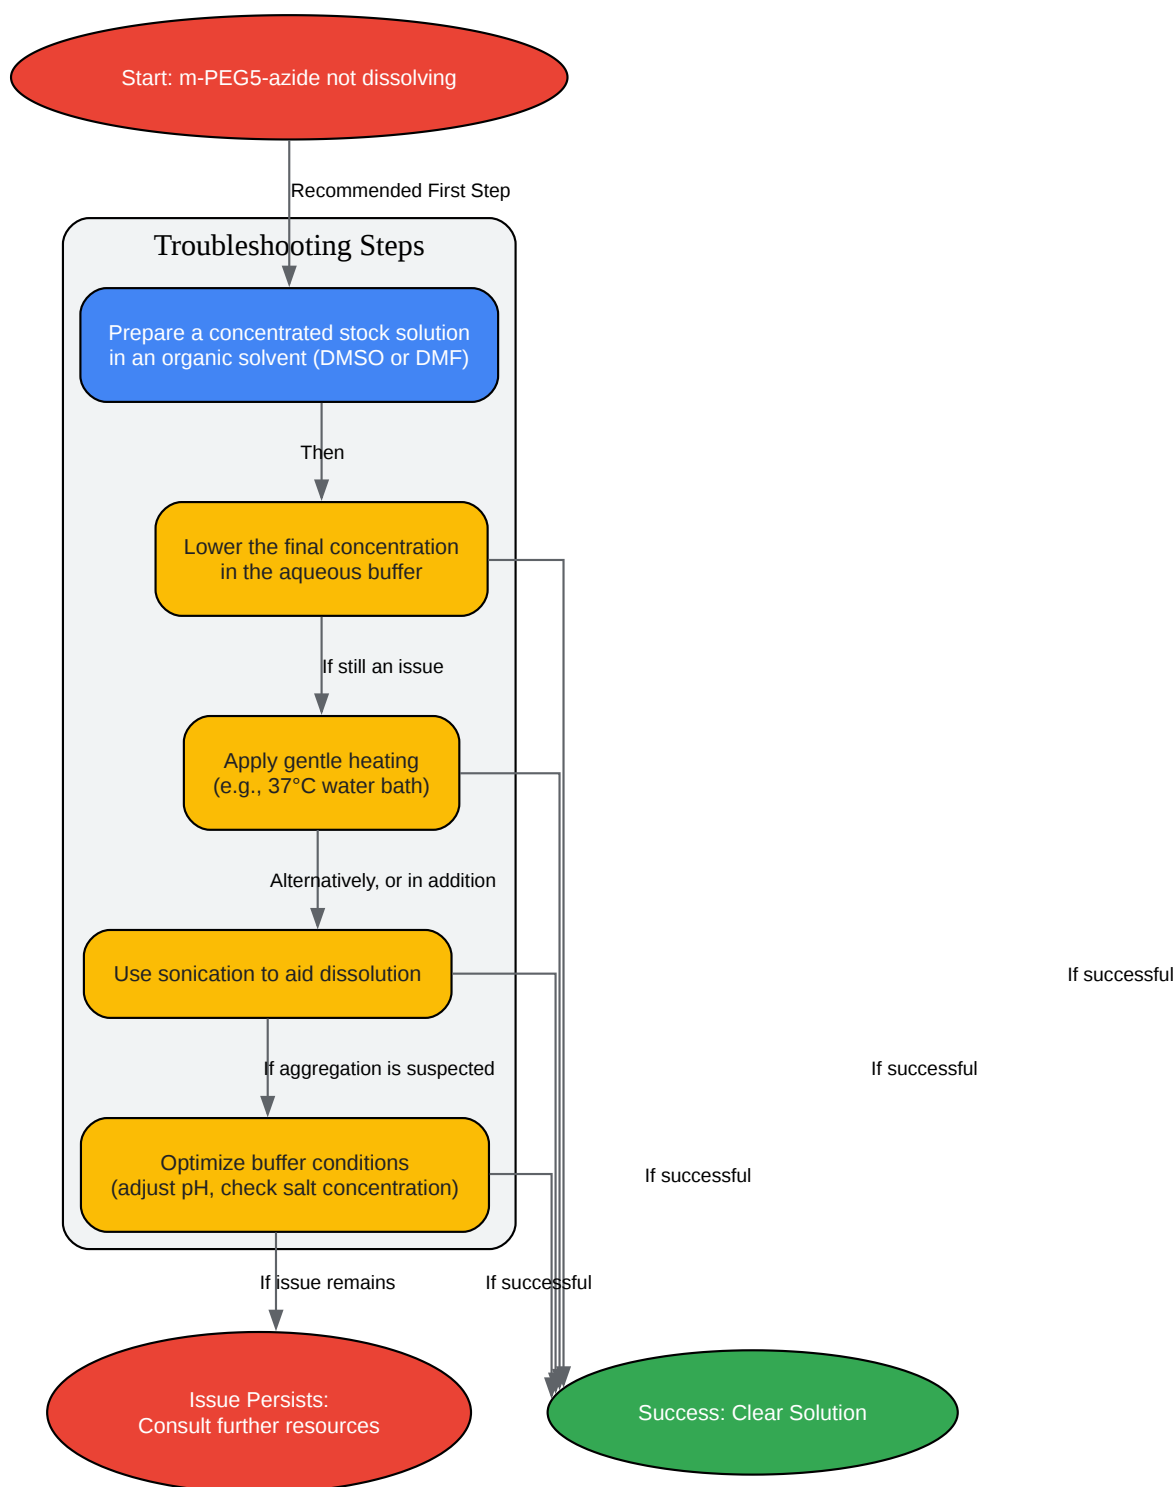 Start: m-PEG5-azide not dissolving
Recommended First Step
Troubleshooting Steps
Prepare a concentrated stock solution
in an organic solvent (DMSO or DMF)
Then
Lower the final concentration
in the aqueous buffer
If still an issue
Apply gentle heating
(e.g., 37°C water bath)
Alternatively, or in addition
Use sonication to aid dissolution
If successful
If aggregation is suspected
If successful
Optimize buffer conditions
(adjust pH, check salt concentration)
If successful
If issue remains
If successful
Issue Persists:
Consult further resources
Success: Clear Solution